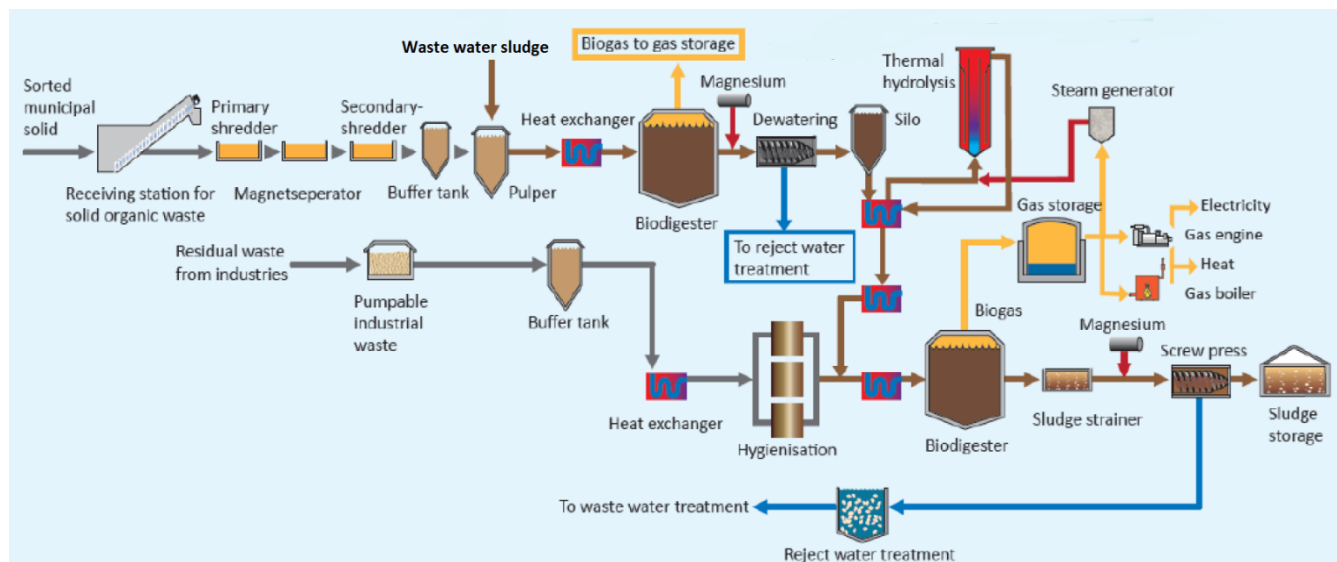 Waste water sludge
Biogas to gas storage
Sorted
municipal
solid
Primary
shredder
Secondary-
shredder
Heat exchanger
Magnesium
Dewatering
Silo
Thermal
hydrolysis
Steam generator
Receiving station for
solid organic waste
Magnetseperator
Buffer tank
Pulper
Biodigester
To reject water
treatment
Gas storage
Electricity
Gas engine
Heat
Gas boiler
Residual waste
from industries
Pumpable
industrial
waste
Buffer tank
Biogas
Magnesium
Screw press
Heat exchanger
Hygienisation
Biodigester
Sludge strainer
Sludge
storage
To waste water treatment
Reject water treatment